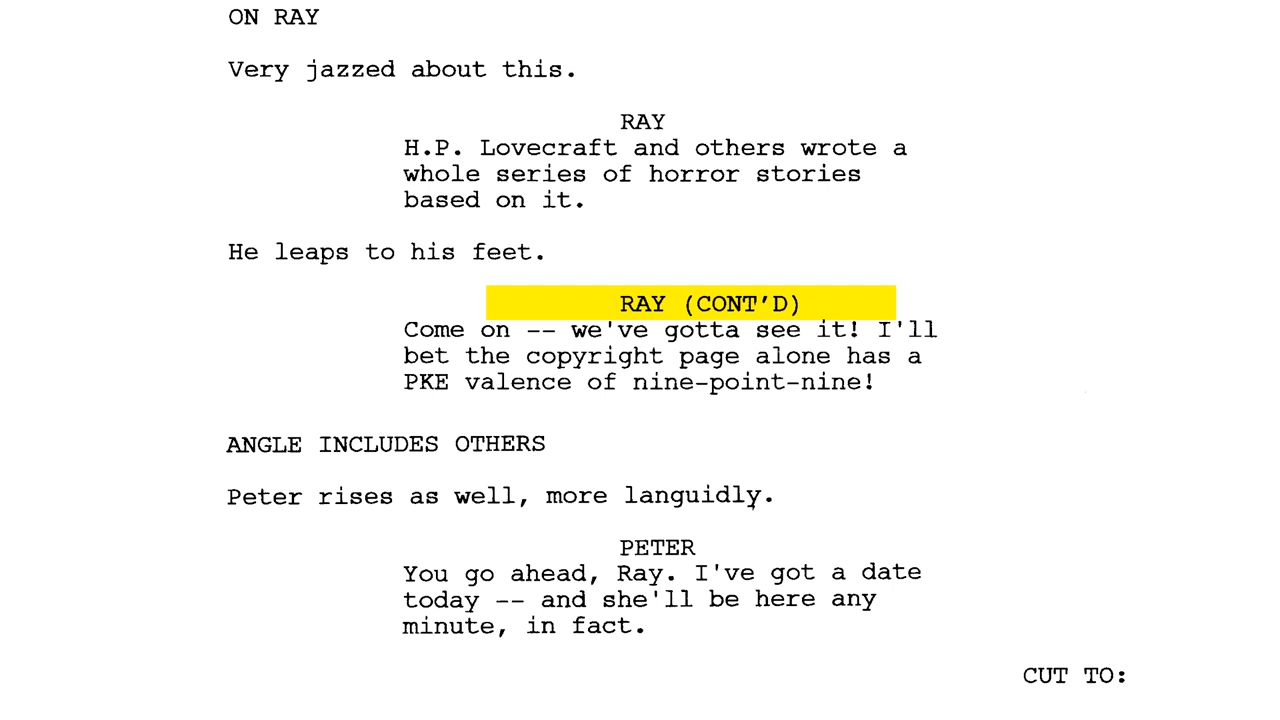 ON RAY
Very jazzed about this.
RAY
H.P. Lovecraft and others wrote a
whole series of horror stories
based on it.
He leaps to his feet.
RAY (CONT'D)
Come on -- we've gotta see it! I'll
bet the copyright page alone has a
PKE valence of nine-point-nine!
ANGLE INCLUDES OTHERS
Peter rises as well, more languidly.
PETER
You go ahead, Ray. I've got a date
today -- and she'll be here any
minute, in fact.
CUT TO: